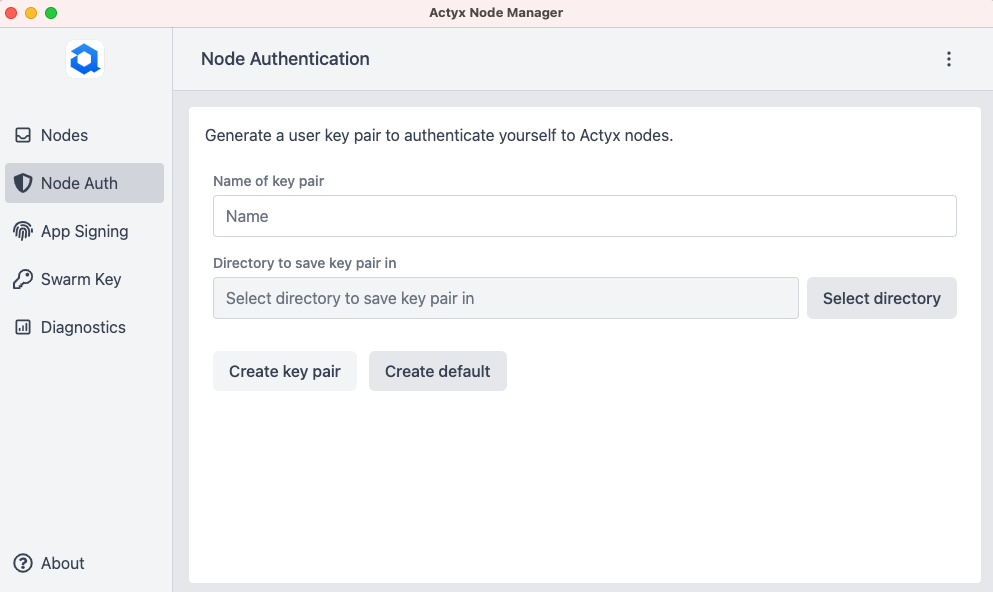 Actyx Node Manager
Node Authentication
Nodes
Node Auth
App Signing
Swarm Key
Diagnostics
About
Generate a user key pair to authenticate yourself to Actyx nodes.
Name of key pair
Name
Directory to save key pair in
Select directory to save key pair in
Select directory
Create key pair
Create default